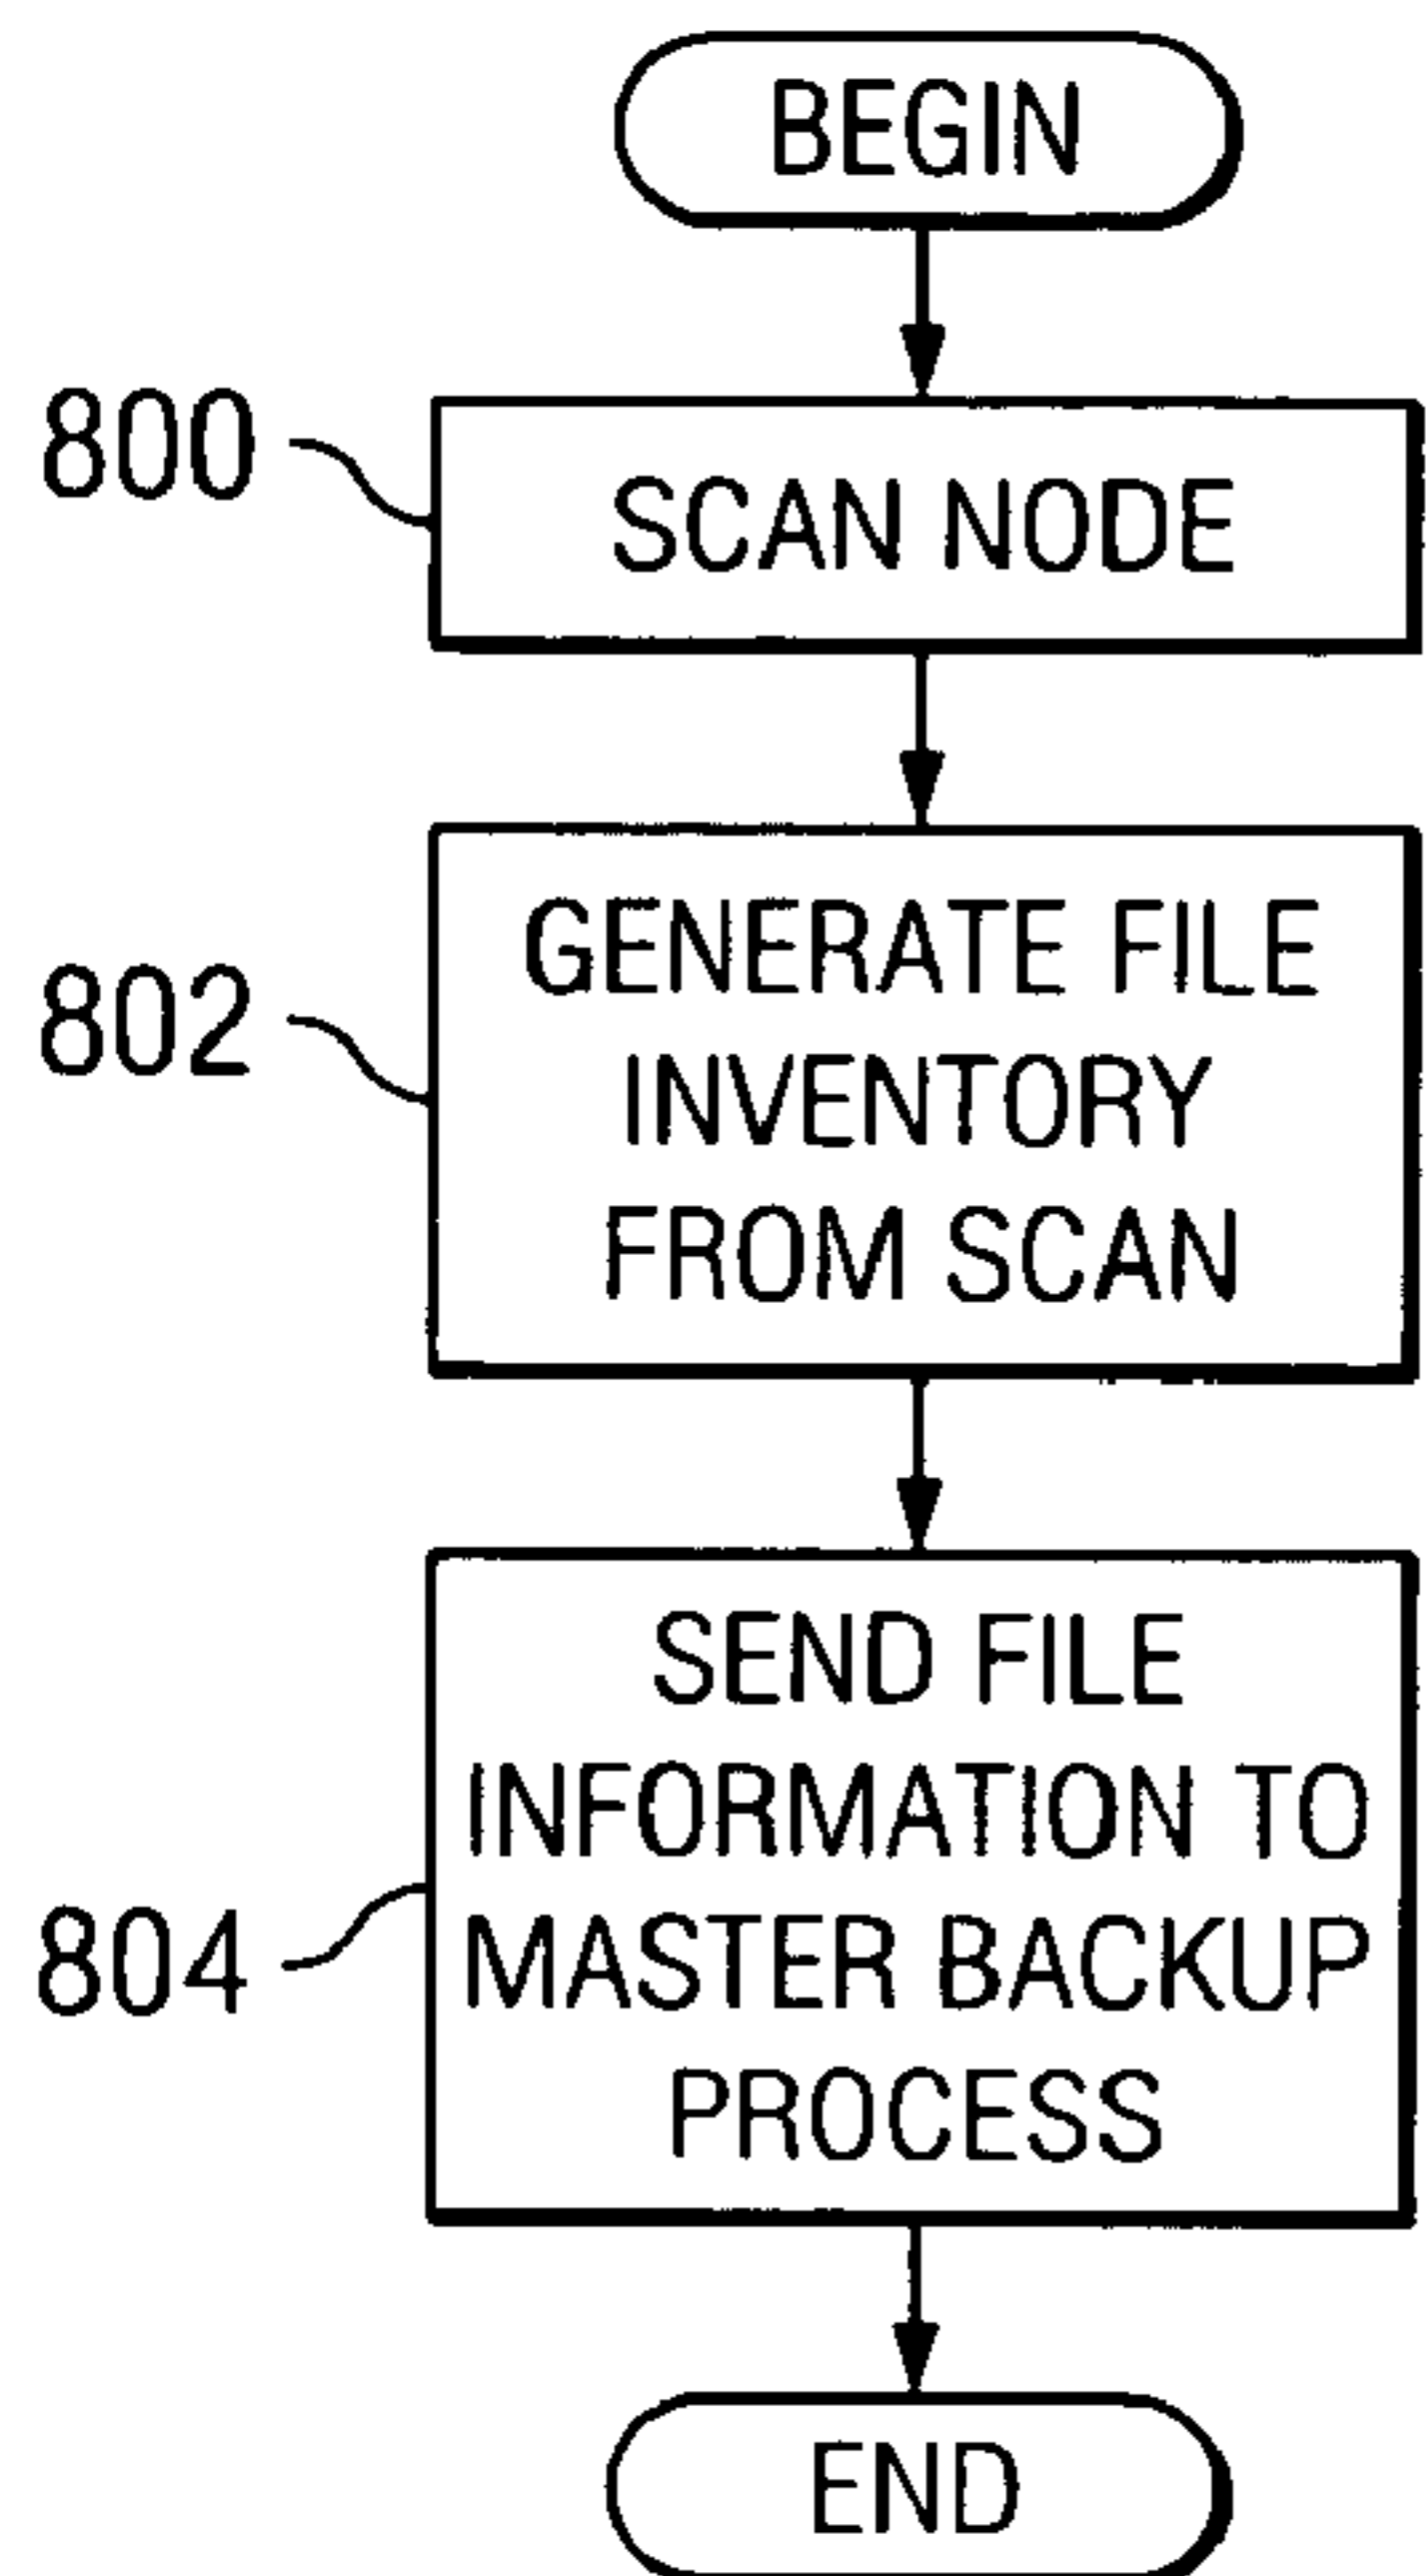 BEGIN
800
SCAN NODE
802
GENERATE FILE
INVENTORY
FROM SCAN
804
SEND FILE
INFORMATION TO
MASTER BACKUP
PROCESS
END